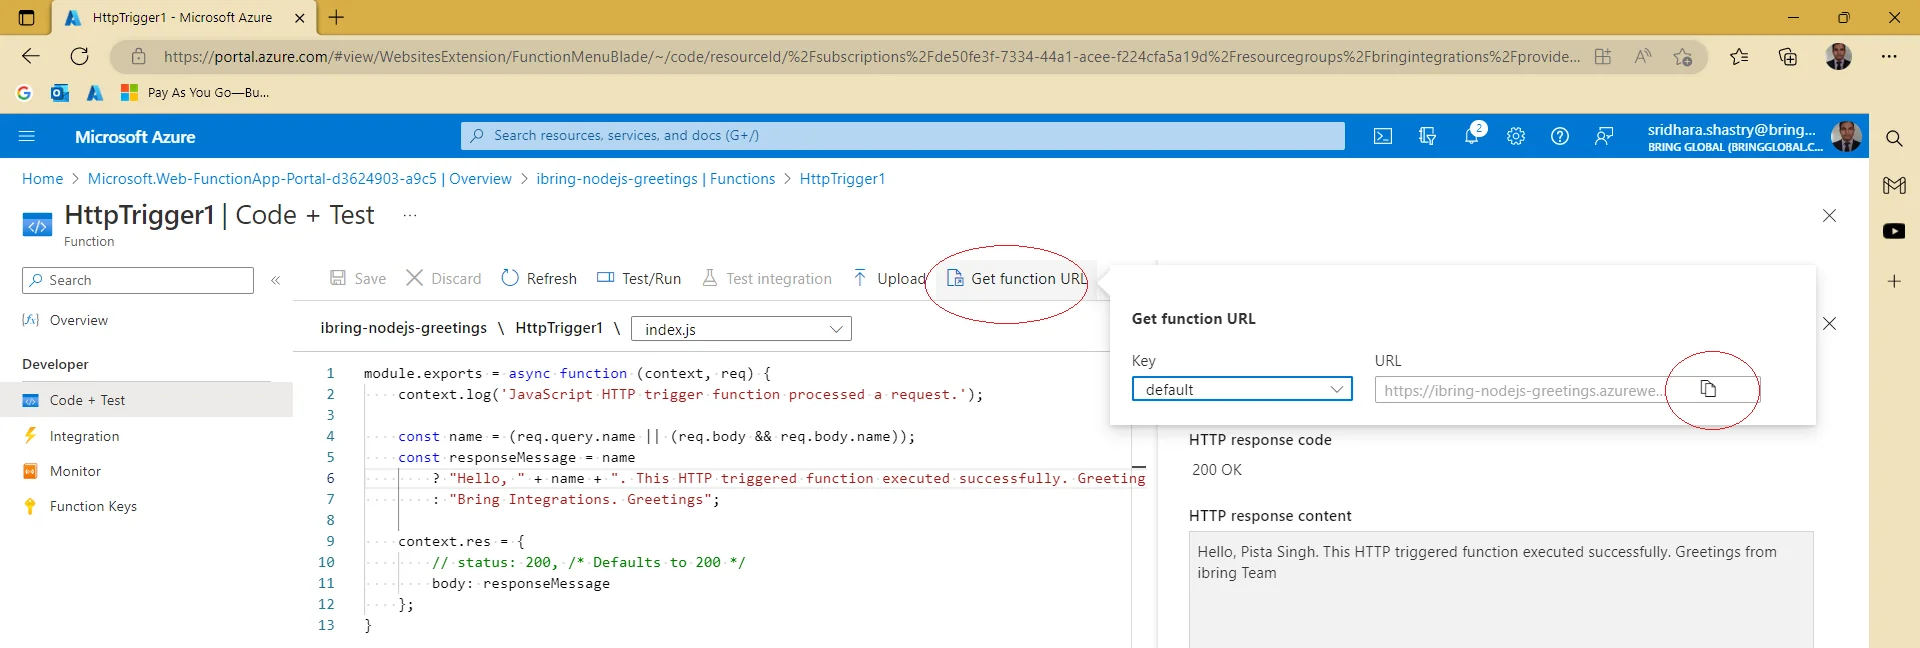 HttpTrigger1 - Microsoft Azure
https://portal.azure.com/#view/WebsitesExtension/FunctionMenuBlade/~/code/resourceId/%2Fsubscriptions%2Fde50fe3f-7334-44a1-acee-f224cfa5a19d%2Fresourcegroups%2Fbringintegrations%2Fprovide...
Pay As You Go—Bu...
Microsoft Azure
Search resources, services, and docs (G+/)
2
sridhara.shastry@bring...
BRING GLOBAL (BRINGGLOBAL.C...
Home > Microsoft.Web-FunctionApp-Portal-d3624903-a9c5 | Overview > ibring-nodejs-greetings | Functions > HttpTrigger1
HttpTrigger1 | Code + Test ...
Function
Search
Save Discard Refresh Test/Run Test integration Upload Get function URL
Overview
Developer
Code + Test
Integration
Monitor
Function Keys
ibring-nodejs-greetings \ HttpTrigger1 \ index.js
1 module.exports = async function (context, req) {
2 context.log('JavaScript HTTP trigger function processed a request.');
3
4 const name = (req.query.name || (req.body && req.body.name));
5 const responseMessage = name
6 ? "Hello, " + name + ". This HTTP triggered function executed successfully. Greeting
7 : "Bring Integrations. Greetings";
8
9 context.res = {
10 // status: 200, /* Defaults to 200 */
11 body: responseMessage
12 };
13 }
Get function URL
Key
default
URL
https://ibring-nodejs-greetings.azurewe...
HTTP response code
200 OK
HTTP response content
Hello, Pista Singh. This HTTP triggered function executed successfully. Greetings from
ibring Team